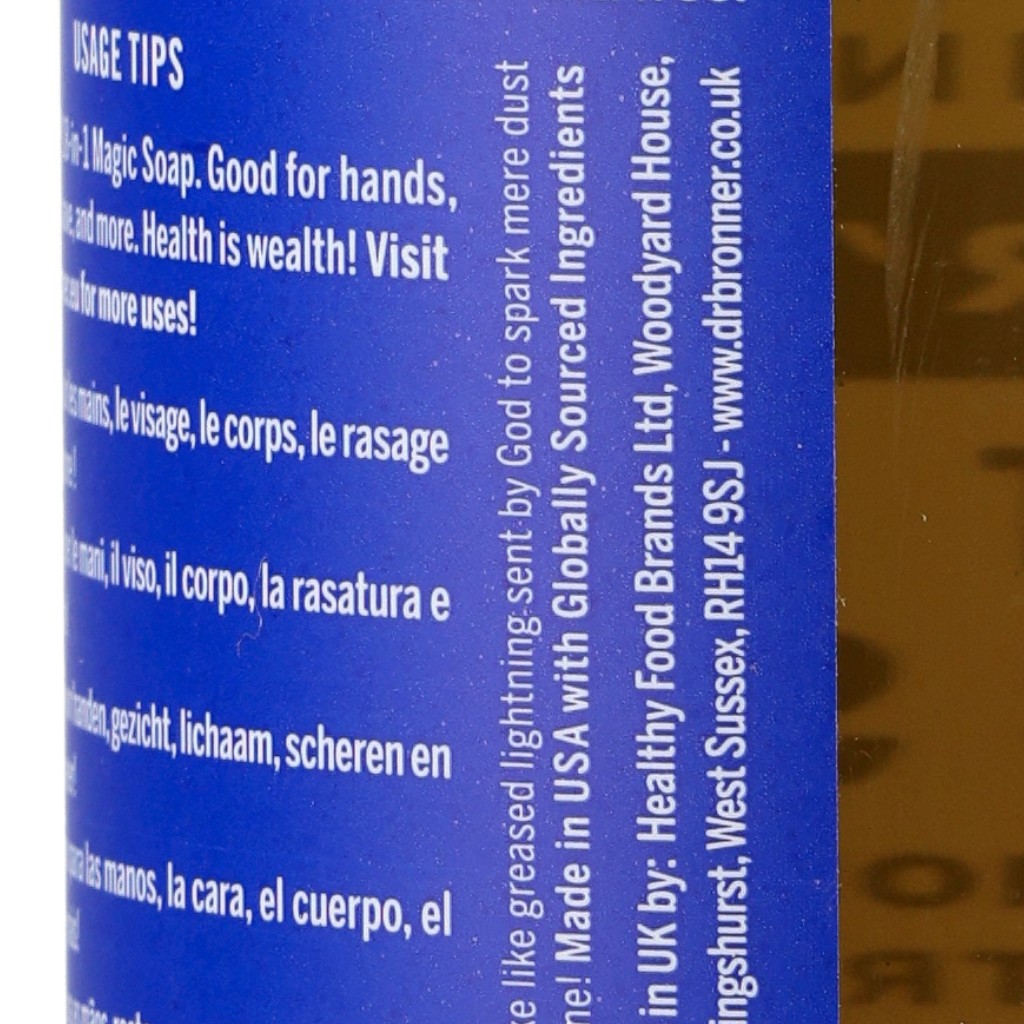 USAGE TIPS
-in-1 Magic Soap. Good for hands,
and more. Health is wealth! Visit
.eu for more uses!
les mains, le visage, le corps, le rasage
le mani, il viso, il corpo, la rasatura e
handen, gezicht, lichaam, scheren en
para las manos, la cara, el cuerpo, el
like greased lightning sent by God to spark mere dust
ne! Made in USA with Globally Sourced Ingredients
in UK by: Healthy Food Brands Ltd, Woodyard House,
ingshurst, West Sussex, RH14 9SJ - www.drbronner.co.uk